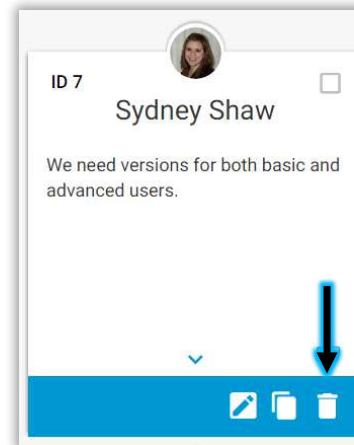 ID 7
Sydney Shaw
We need versions for both basic and
advanced users.